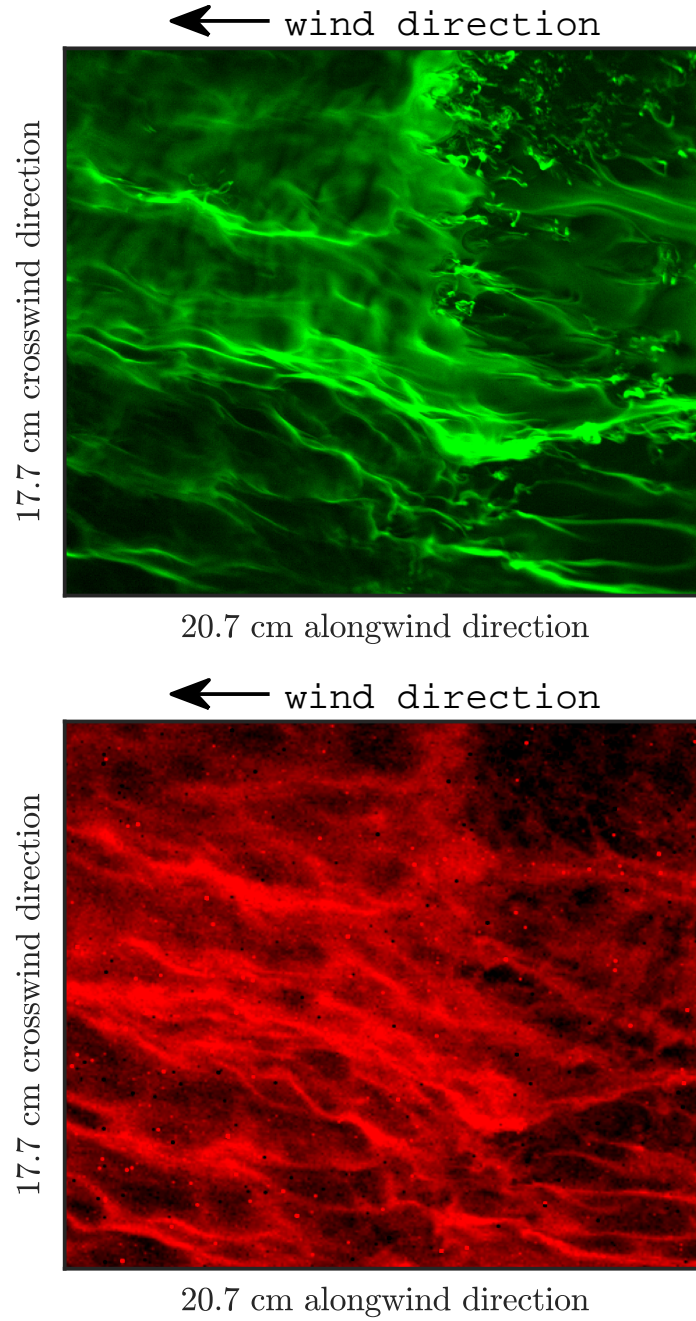 wind direction
17.7 cm crosswind direction
20.7 cm alongwind direction
wind direction
17.7 cm crosswind direction
20.7 cm alongwind direction